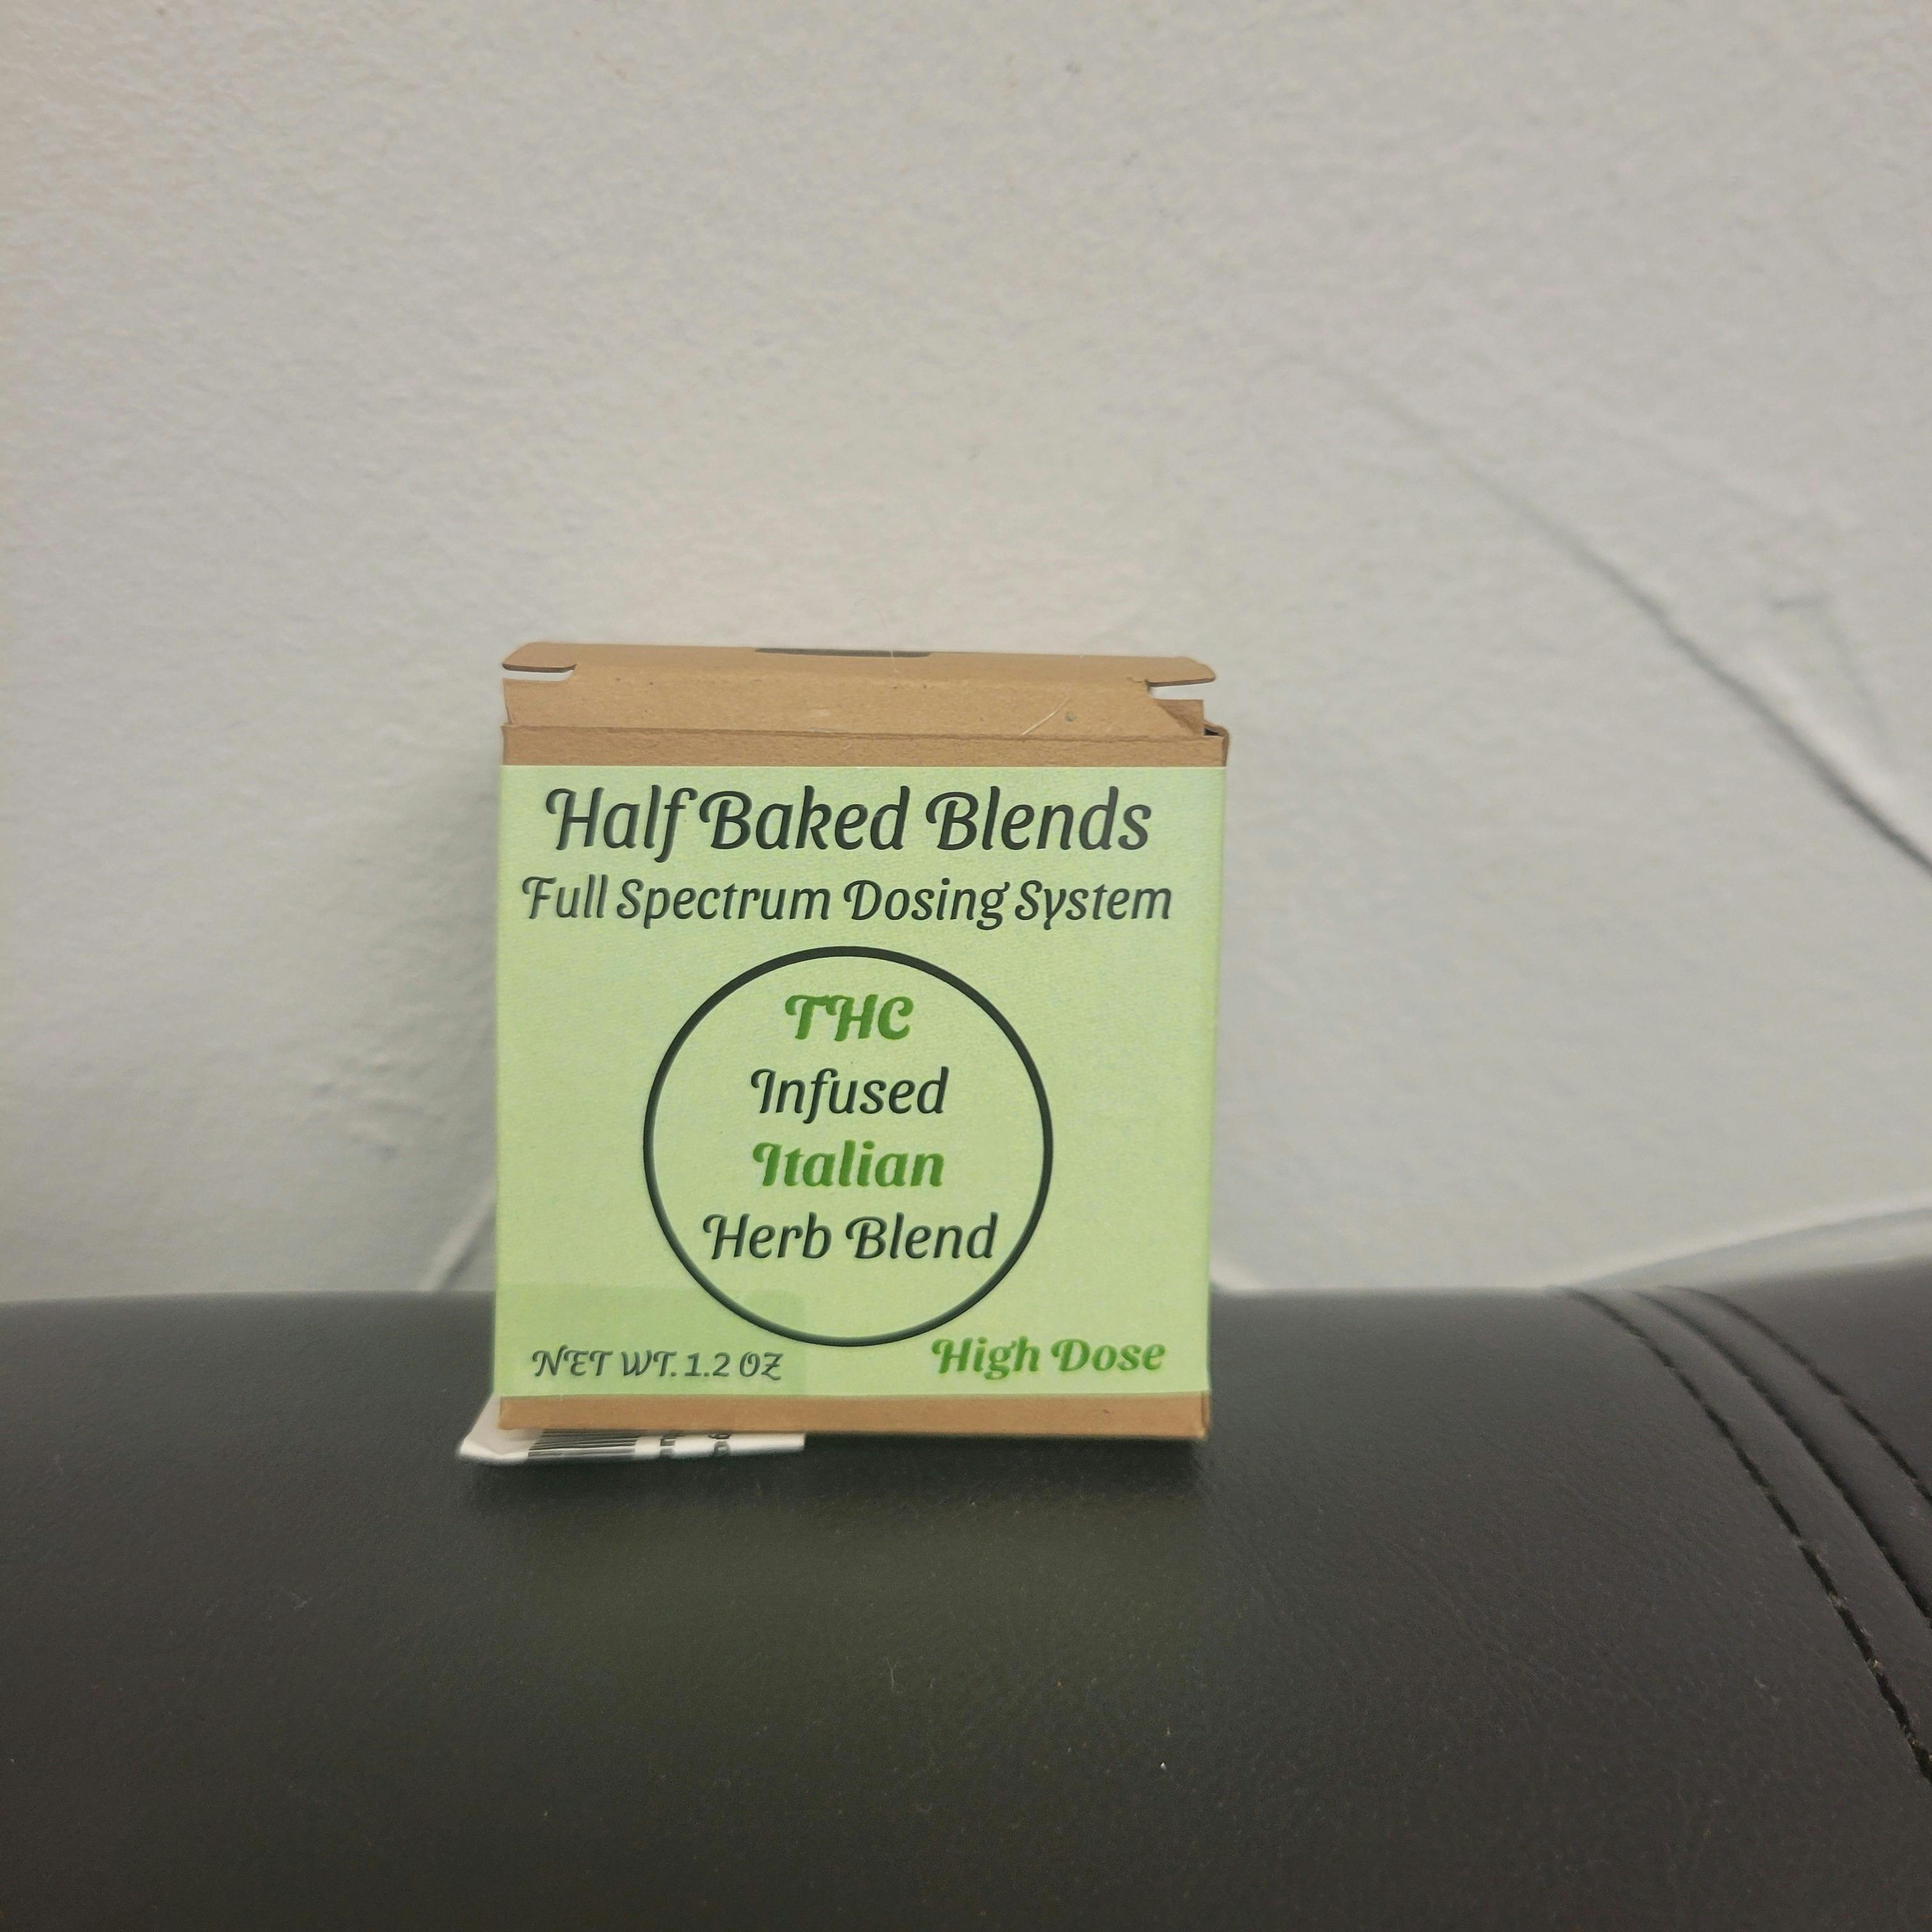 Half Baked Blends
Full Spectrum Dosing System
THC
Infused
Italian
Herb Blend
NET WT. 1.2 OZ
High Dose